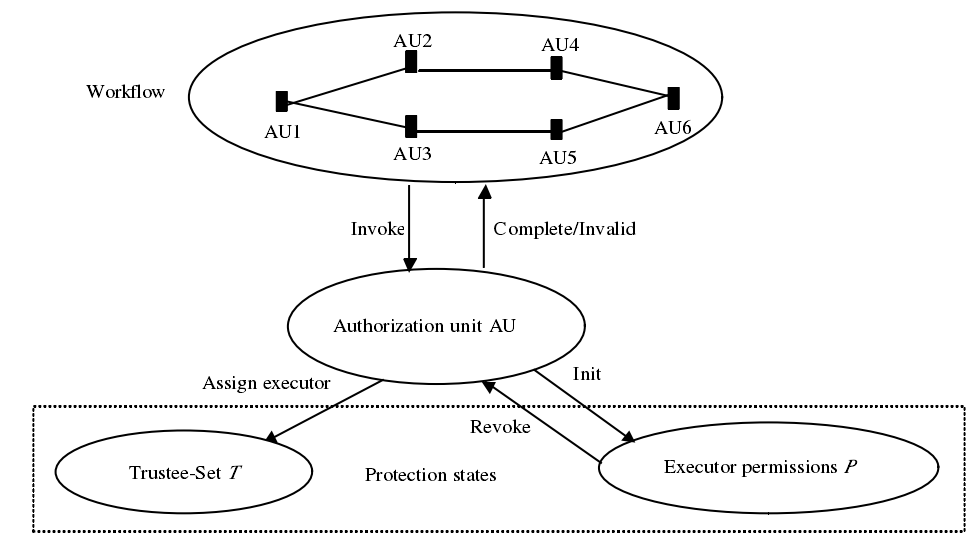 AU2
AU4
Workflow
AU1
AU6
AU3
AU5
Invoke
Complete/Invalid
Authorization unit AU
Assign executor
Init
Revoke
Trustee-Set T
Protection states
Executor permissions P